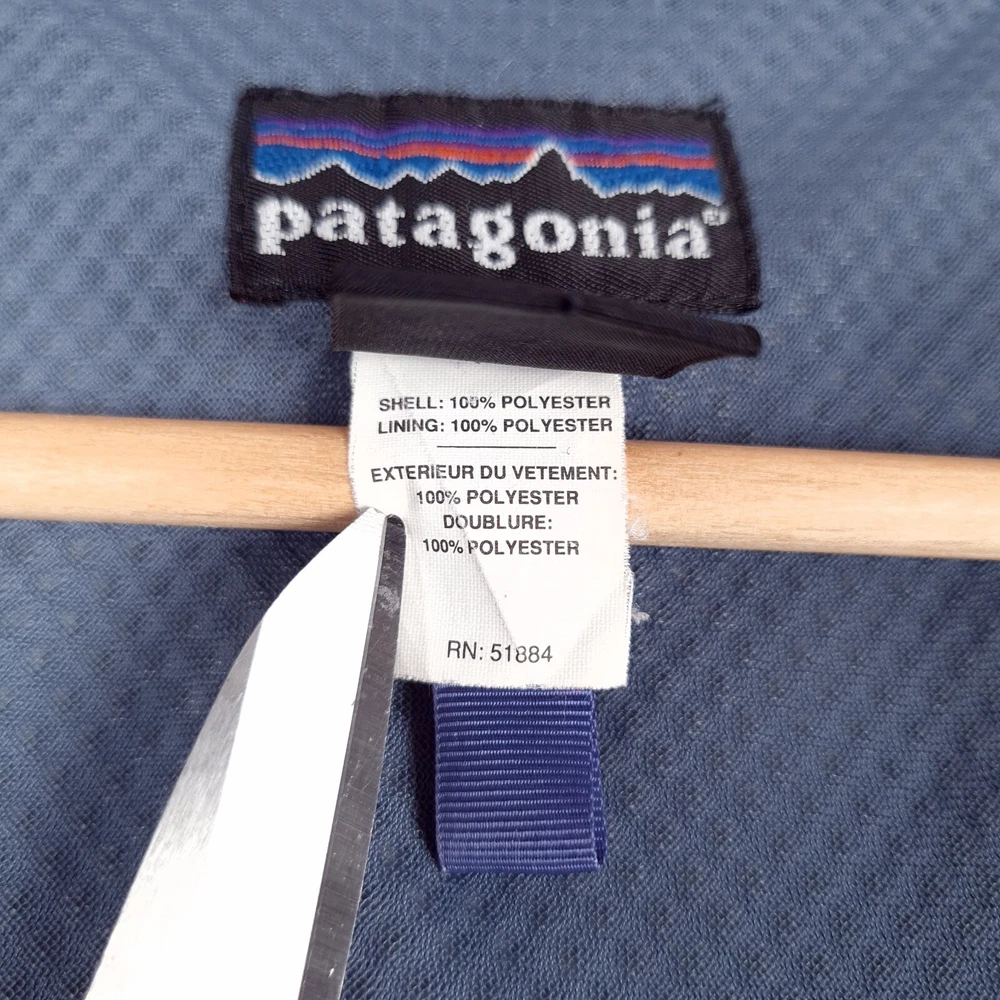 patagonia®
SHELL: 100% POLYESTER
LINING: 100% POLYESTER
EXTERIEUR DU VETEMENT:
100% POLYESTER
DOUBLURE:
100% POLYESTER
RN: 51884